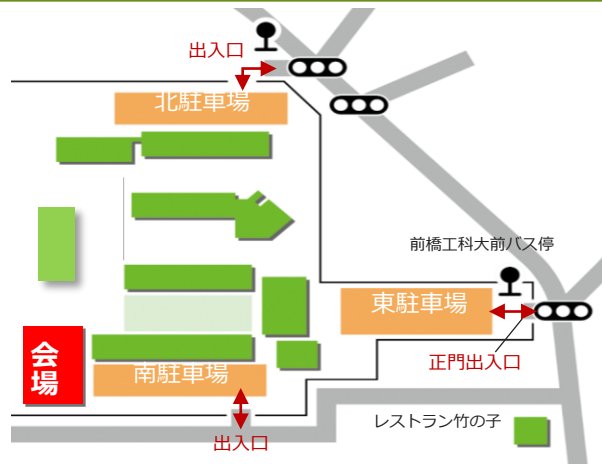 出入口
北駐車場
前橋工科大前バス停
東駐車場
正門出入口
会
場
南駐車場
出入口
レストラン竹の子